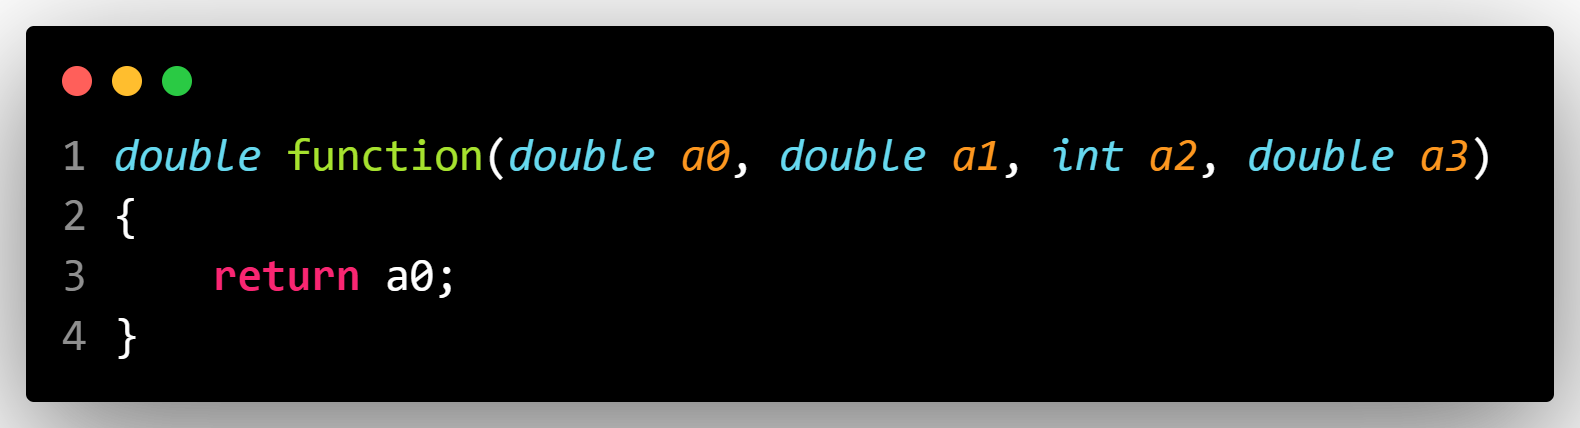 1 double function(double a0, double a1, int a2, double a3)
2 {
3     return a0;
4 }